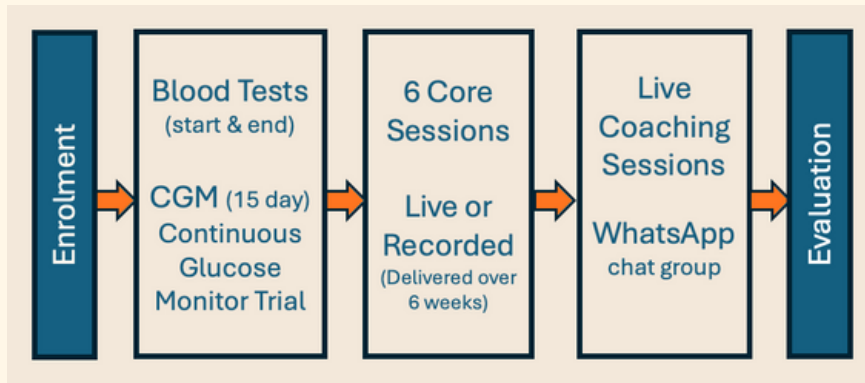 Enrolment
Blood Tests
(start & end)
CGM (15 day)
Continuous
Glucose
Monitor Trial
6 Core
Sessions
Live or
Recorded
(Delivered over
6 weeks)
Live
Coaching
Sessions
WhatsApp
chat group
Evaluation